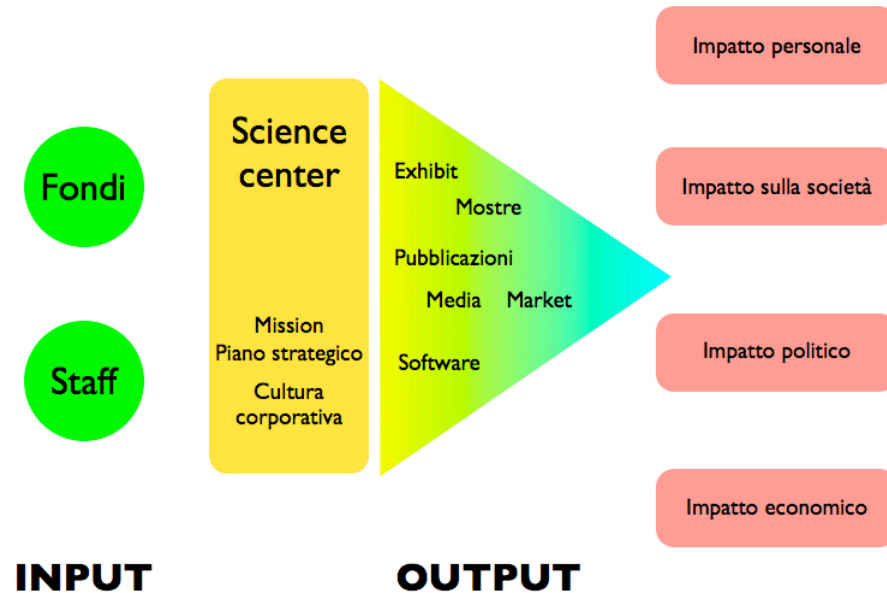 Fondi
Staff
INPUT
Science
center
Mission
Piano strategico
Cultura
corporativa
Exhibit
Mostre
Pubblicazioni
Media Market
Software
OUTPUT
Impatto personale
Impatto sulla società
Impatto politico
Impatto economico